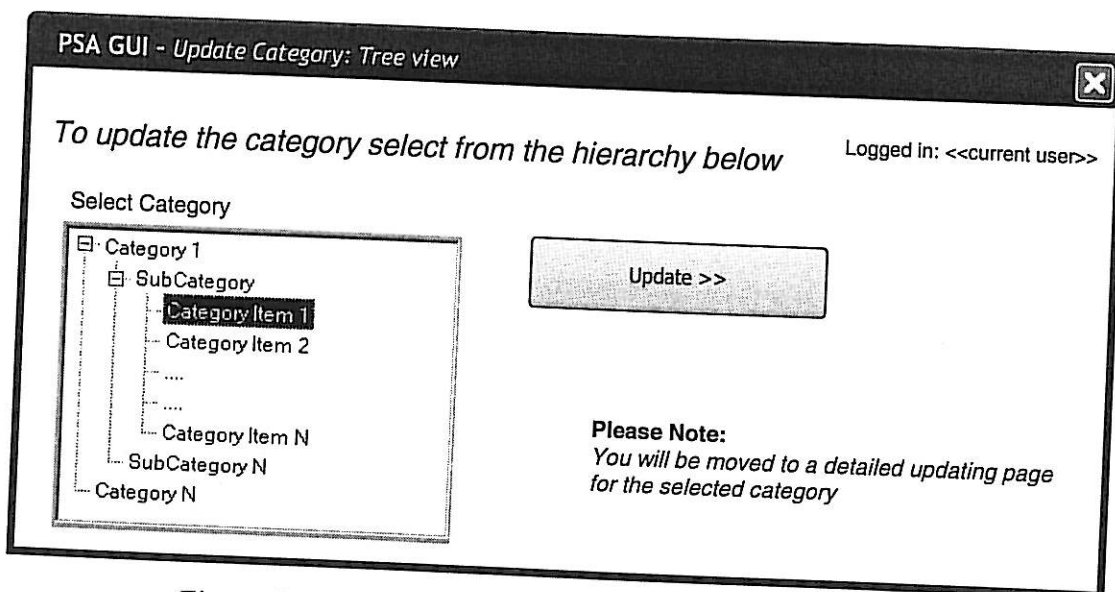 PSA GUI - Update Category: Tree view
To update the category select from the hierarchy below
Logged in: <<current user>>
Select Category
Category 1
SubCategory
Category Item 1
Category Item 2
....
....
Category Item N
SubCategory N
Category N
Update >>
Please Note:
You will be moved to a detailed updating page
for the selected category